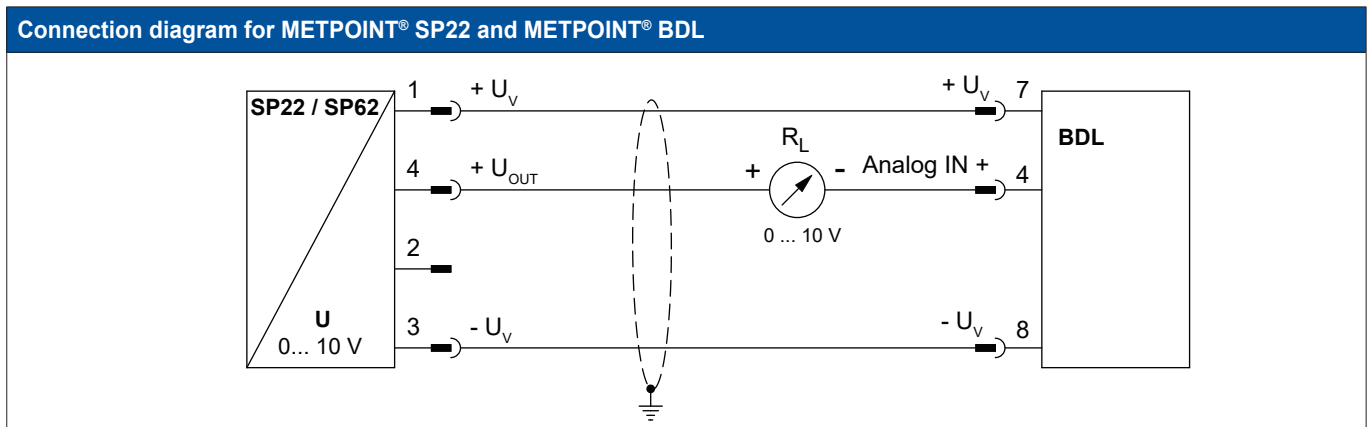 Connection diagram for METPOINT® SP22 and METPOINT® BDL
SP22 / SP62
1
+ UV
+ UV
7
BDL
RL
4
+ UOUT
+
-
Analog IN +
4
0 ... 10 V
2
U
0... 10 V
3
- UV
- UV
8